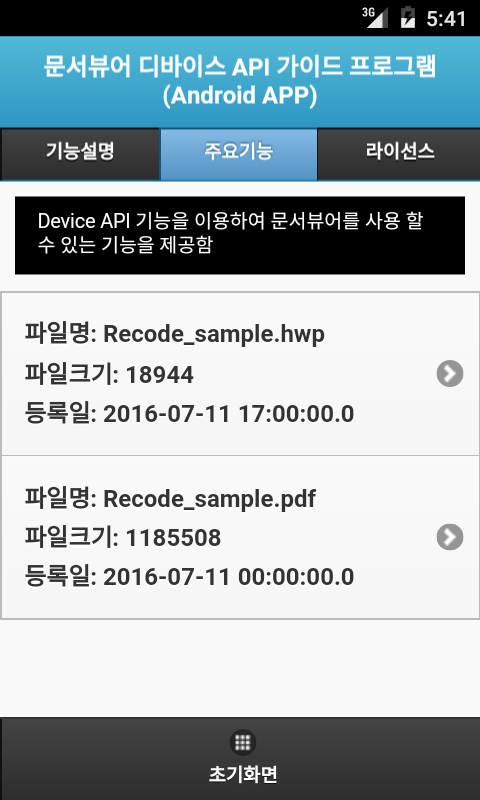 3G 5:41
문서뷰어 디바이스 API 가이드 프로그램
(Android APP)
기능설명 주요기능 라이선스
Device API 기능을 이용하여 문서뷰어를 사용 할
수 있는 기능을 제공함
파일명: Recode_sample.hwp
파일크기: 18944
등록일: 2016-07-11 17:00:00.0
파일명: Recode_sample.pdf
파일크기: 1185508
등록일: 2016-07-11 00:00:00.0
초기화면